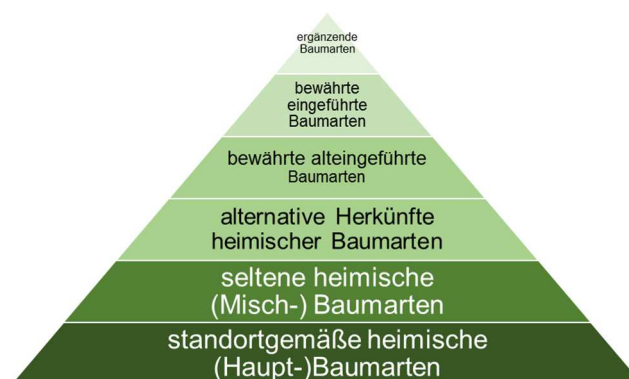 ergänzende
Baumarten
bewährte
eingeführte
Baumarten
bewährte alteingeführte
Baumarten
alternative Herkünfte
heimischer Baumarten
seltene heimische
(Misch-) Baumarten
standortgemäße heimische
(Haupt-)Baumarten